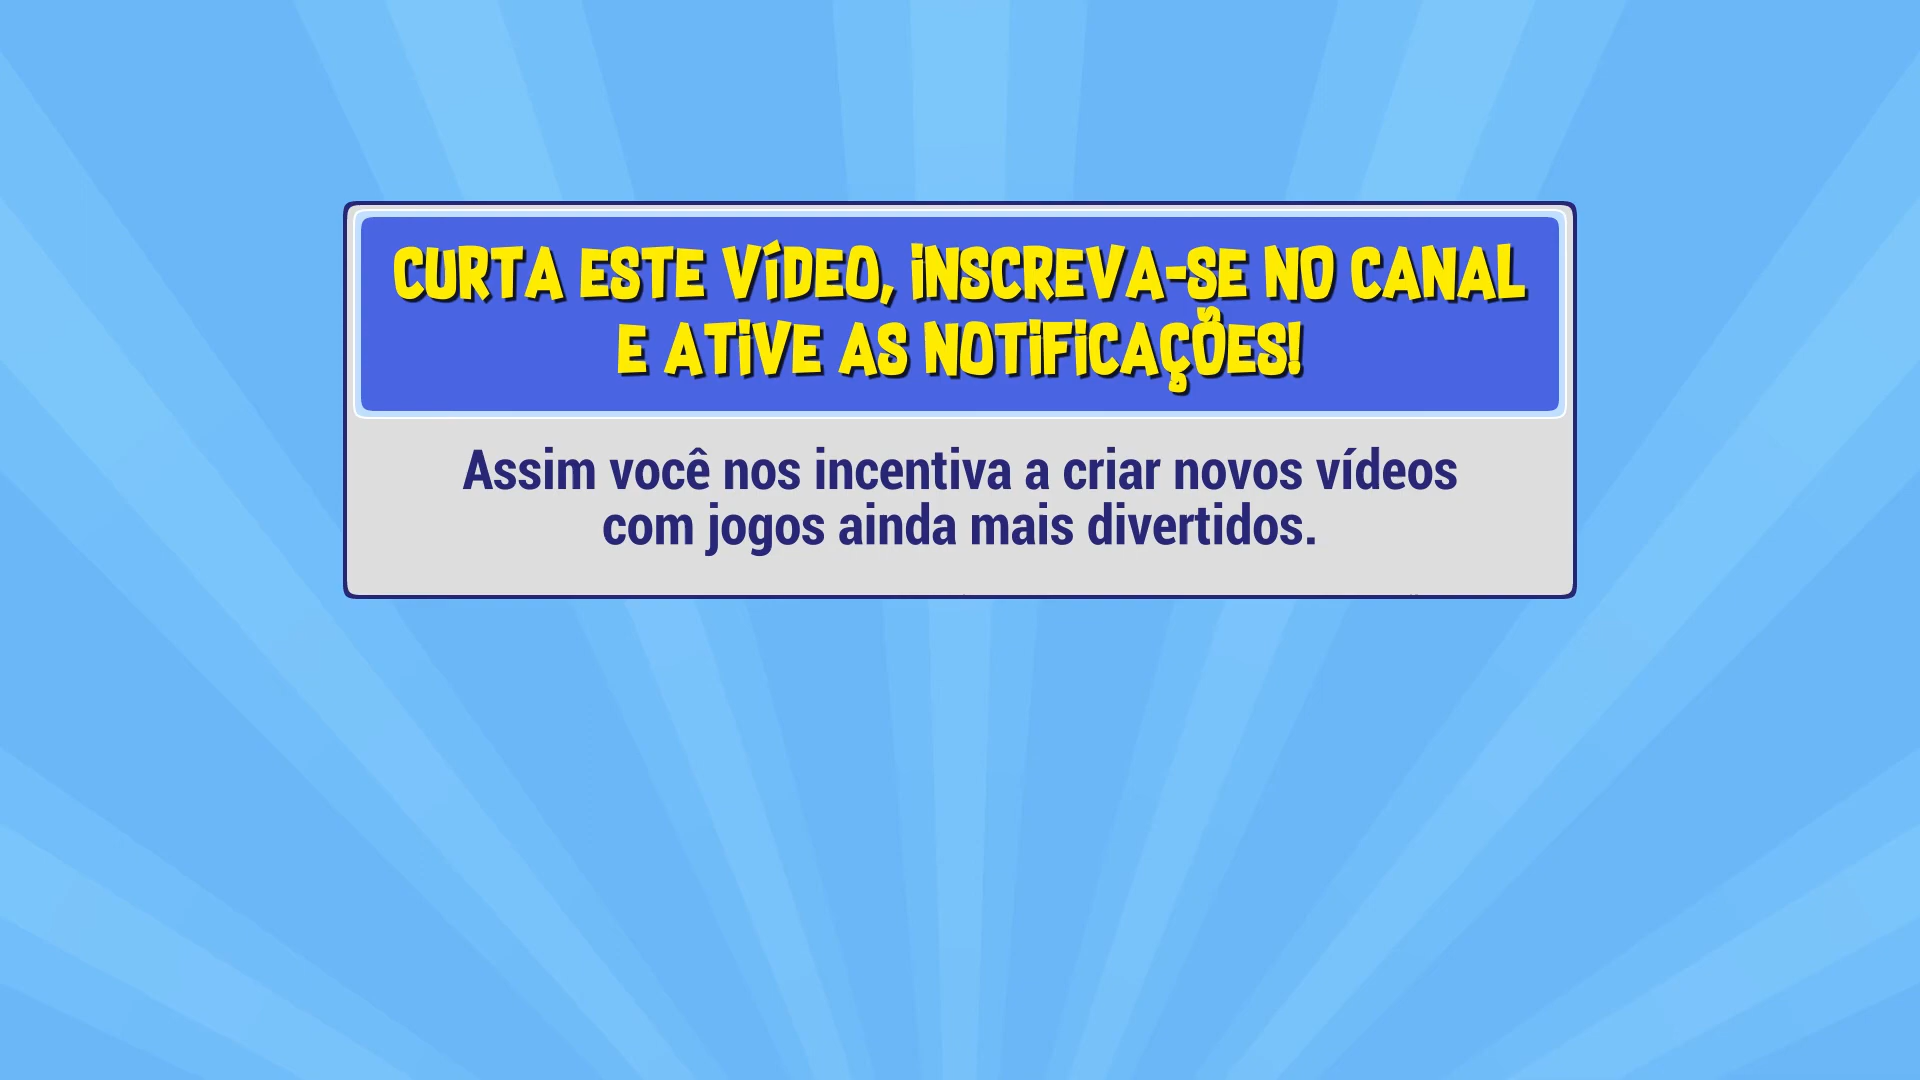 CURTA ESTE VÍDEO, INSCREVA-SE NO CANAL
E ATIVE AS NOTIFICAÇÕES!
Assim você nos incentiva a criar novos vídeos
com jogos ainda mais divertidos.